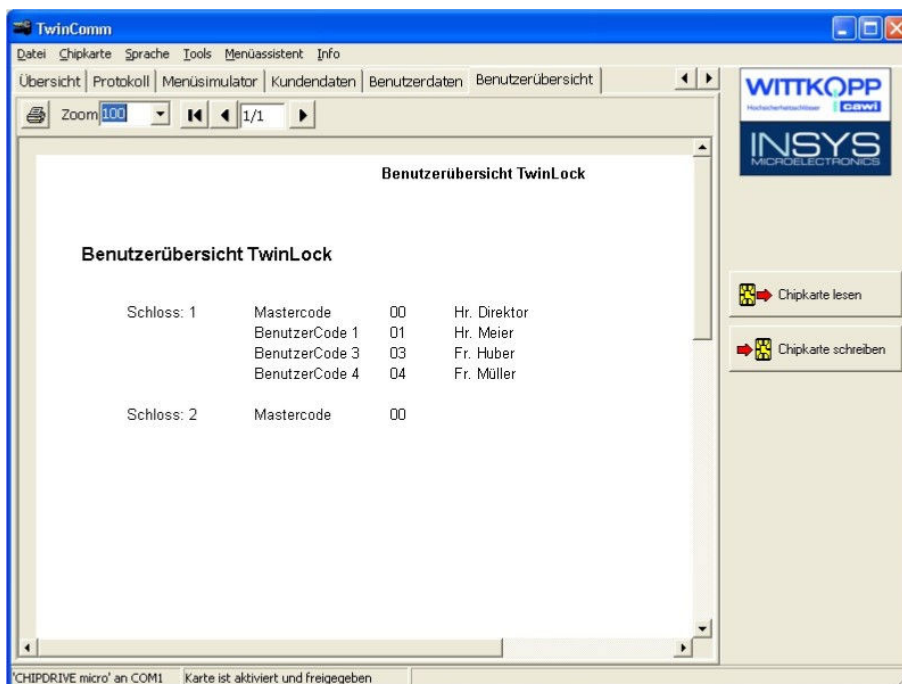 TwinComm
Datei Chipkarte Sprache Tools Menüassistent Info
Übersicht Protokoll Menüsimulator Kundendaten Benutzerdaten Benutzerübersicht
Zoom 100 1/1
WITTKOPP
Hochsicherheitsschlösser cawi
INSYS
MICROELECTRONICS
Benutzerübersicht TwinLock
Benutzerübersicht TwinLock
Schloss: 1 Mastercode 00 Hr. Direktor
BenutzerCode 1 01 Hr. Meier
BenutzerCode 3 03 Fr. Huber
BenutzerCode 4 04 Fr. Müller
Schloss: 2 Mastercode 00
Chipkarte lesen
Chipkarte schreiben
'CHIPDRIVE micro' an COM1 Karte ist aktiviert und freigegeben